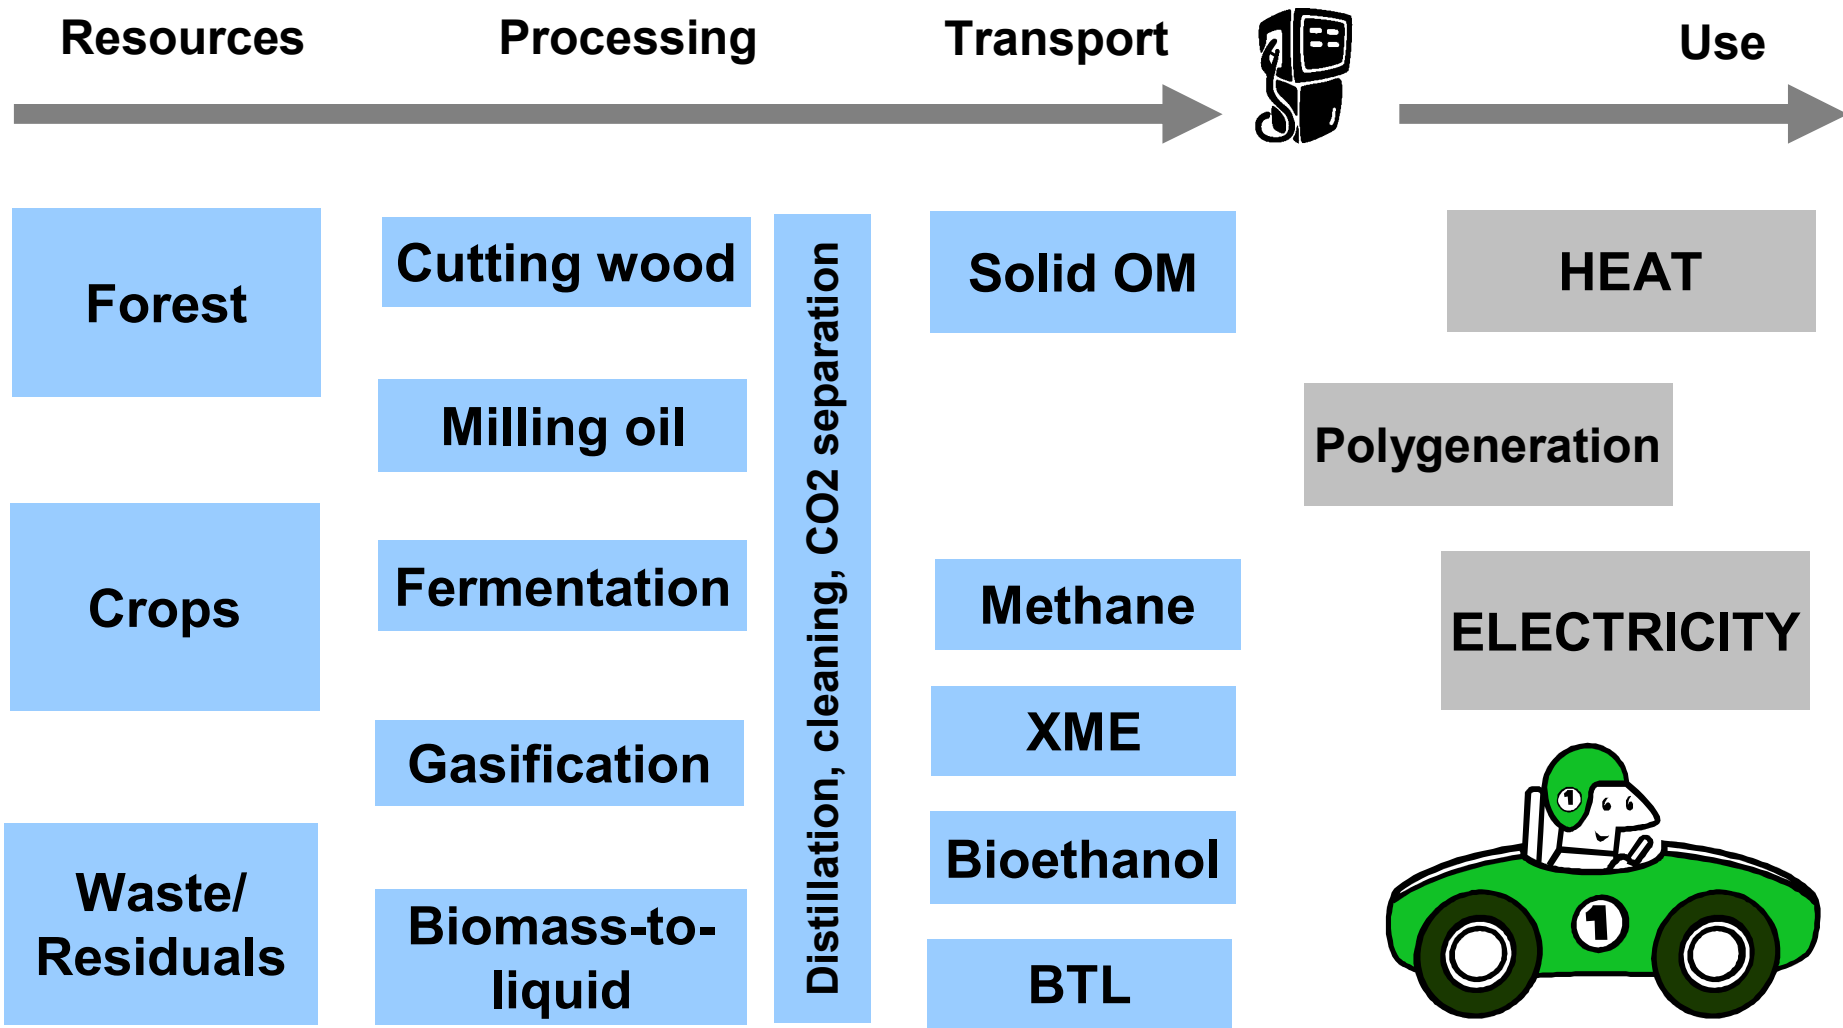 Resources
Processing
Transport
Use
Forest
Crops
Waste/
Residuals
Cutting wood
Milling oil
Fermentation
Gasification
Biomass-to-
liquid
Distillation, cleaning, CO2 separation
Solid OM
Methane
XME
Bioethanol
BTL
HEAT
Polygeneration
ELECTRICITY
1
1